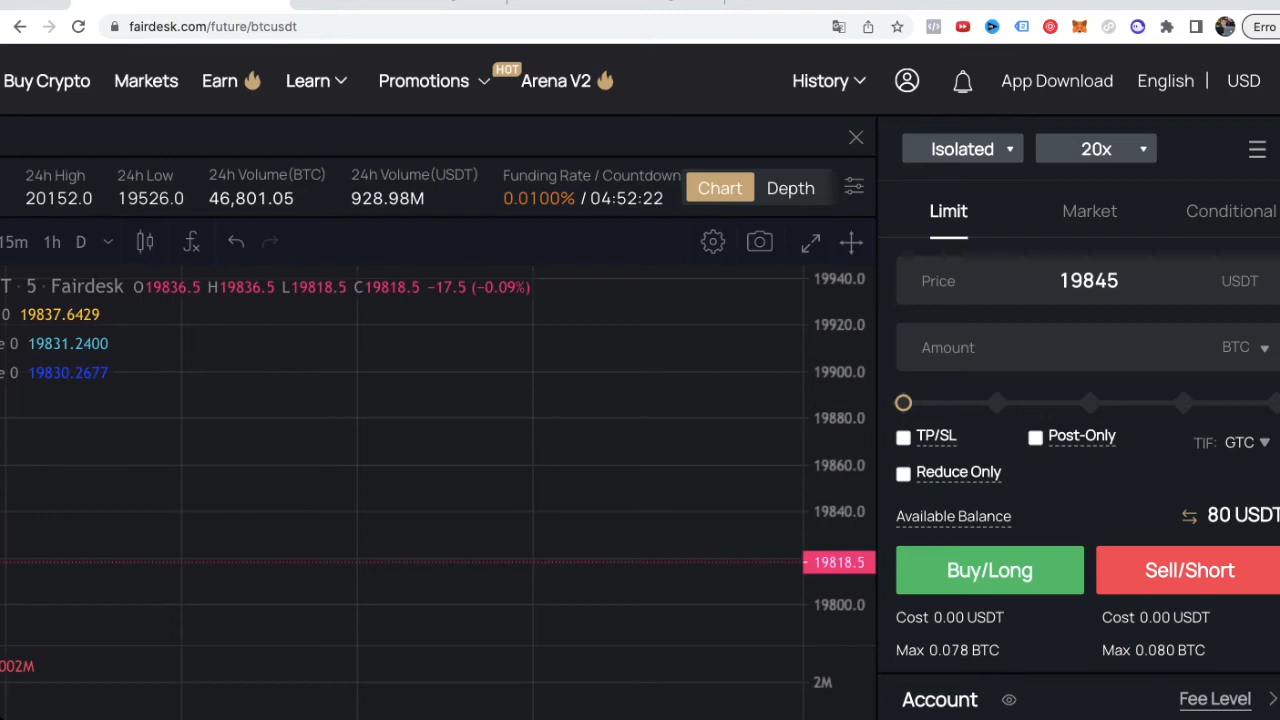 fairdesk.com/future/btcusdt
Erro
Buy Crypto Markets Earn Learn Promotions HOT Arena V2 History App Download English | USD
24h High 24h Low 24h Volume(BTC) 24h Volume(USDT) Funding Rate / Countdown
20152.0 19526.0 46,801.05 928.98M 0.0100% / 04:52:22
Chart Depth
15m 1h D
T · 5 · Fairdesk O19836.5 H19836.5 L19818.5 C19818.5 −17.5 (−0.09%)
0 19837.6429
e 0 19831.2400
e 0 19830.2677
002M
19940.0
19920.0
19900.0
19880.0
19860.0
19840.0
19818.5
19800.0
2M
Isolated 20x
Limit Market Conditional
Price 19845 USDT
Amount BTC
TP/SL Post-Only TIF: GTC
Reduce Only
Available Balance 80 USDT
Buy/Long Sell/Short
Cost 0.00 USDT Cost 0.00 USDT
Max 0.078 BTC Max 0.080 BTC
Account Fee Level